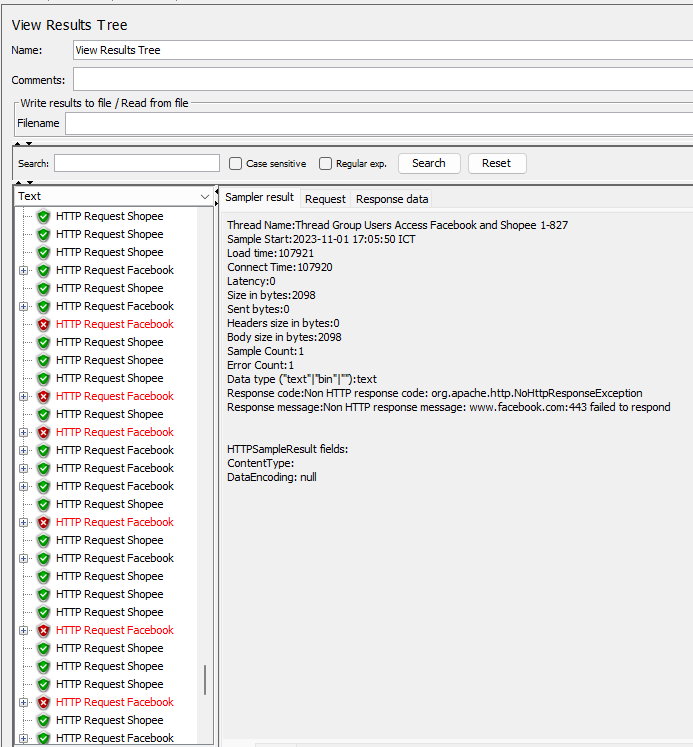 View Results Tree
Name: View Results Tree
Comments:
Write results to file / Read from file
Filename
Search: Case sensitive Regular exp. Search Reset
Text
HTTP Request Shopee
HTTP Request Shopee
HTTP Request Shopee
HTTP Request Facebook
HTTP Request Shopee
HTTP Request Facebook
HTTP Request Facebook
HTTP Request Shopee
HTTP Request Shopee
HTTP Request Shopee
HTTP Request Facebook
HTTP Request Shopee
HTTP Request Facebook
HTTP Request Facebook
HTTP Request Facebook
HTTP Request Facebook
HTTP Request Shopee
HTTP Request Facebook
HTTP Request Shopee
HTTP Request Facebook
HTTP Request Shopee
HTTP Request Shopee
HTTP Request Shopee
HTTP Request Facebook
HTTP Request Shopee
HTTP Request Shopee
HTTP Request Shopee
HTTP Request Facebook
HTTP Request Shopee
HTTP Request Facebook
Sampler result Request Response data
Thread Name:Thread Group Users Access Facebook and Shopee 1-827
Sample Start:2023-11-01 17:05:50 ICT
Load time:107921
Connect Time:107920
Latency:0
Size in bytes:2098
Sent bytes:0
Headers size in bytes:0
Body size in bytes:2098
Sample Count:1
Error Count:1
Data type ("text"|"bin"|""):text
Response code:Non HTTP response code: org.apache.http.NoHttpResponseException
Response message:Non HTTP response message: www.facebook.com:443 failed to respond
HTTPSampleResult fields:
ContentType:
DataEncoding: null